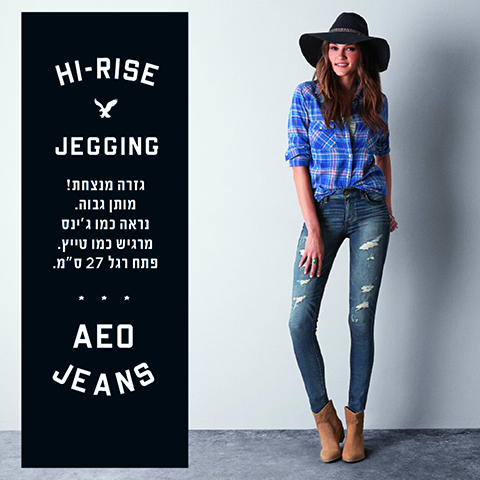 HI-RISE
JEGGING
גזרה מנצחת!
מותן גבוה.
נראה כמו ג'ינס
מרגיש כמו טייץ.
פתח רגל 27 ס"מ.
* * *
AEO
JEANS